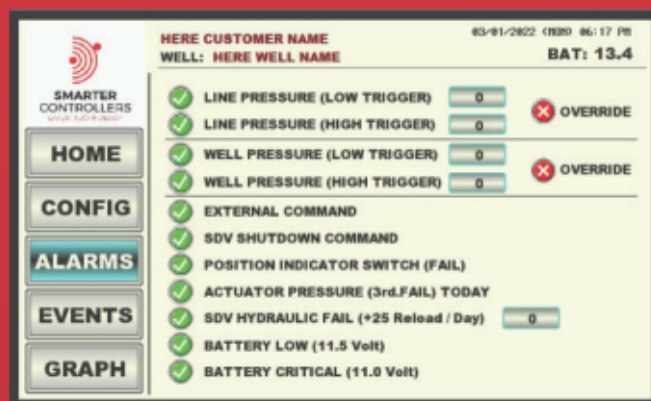 03/01/2022 (MON) 06:17 PM
HERE CUSTOMER NAME
WELL: HERE WELL NAME
BAT: 13.4
SMARTER
CONTROLLERS
HOME
CONFIG
ALARMS
EVENTS
GRAPH
LINE PRESSURE (LOW TRIGGER) 0
LINE PRESSURE (HIGH TRIGGER) 0
OVERRIDE
WELL PRESSURE (LOW TRIGGER) 0
WELL PRESSURE (HIGH TRIGGER) 0
OVERRIDE
EXTERNAL COMMAND
SDV SHUTDOWN COMMAND
POSITION INDICATOR SWITCH (FAIL)
ACTUATOR PRESSURE (3rd.FAIL) TODAY
SDV HYDRAULIC FAIL (+25 Reload / Day) 0
BATTERY LOW (11.5 Volt)
BATTERY CRITICAL (11.0 Volt)